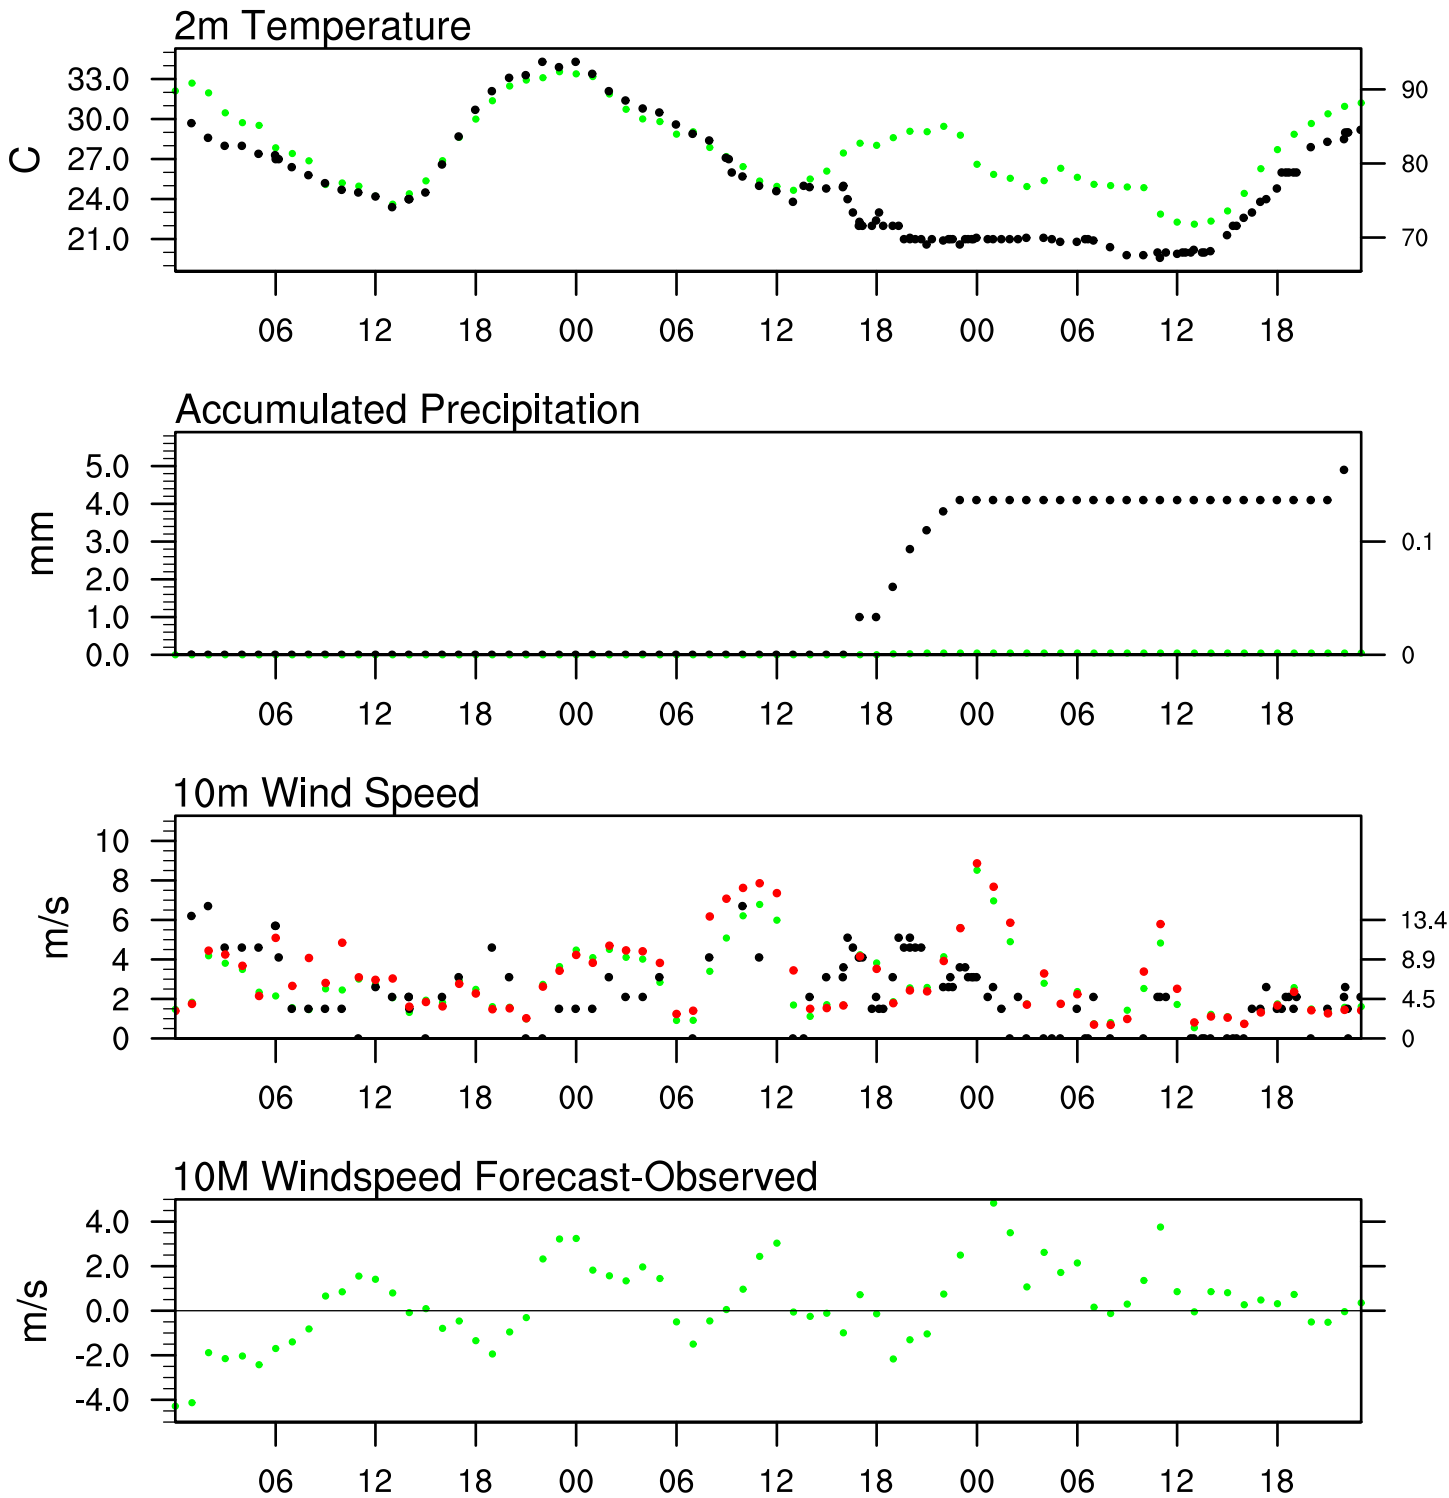 2m Temperature
C
33.0
30.0
27.0
24.0
21.0
90
80
70
06 12 18 00 06 12 18 00 06 12 18
Accumulated Precipitation
mm
5.0
4.0
3.0
2.0
1.0
0.0
0.1
0
06 12 18 00 06 12 18 00 06 12 18
10m Wind Speed
m/s
10
8
6
4
2
0
13.4
8.9
4.5
0
06 12 18 00 06 12 18 00 06 12 18
10M Windspeed Forecast-Observed
m/s
4.0
2.0
0.0
-2.0
-4.0
06 12 18 00 06 12 18 00 06 12 18